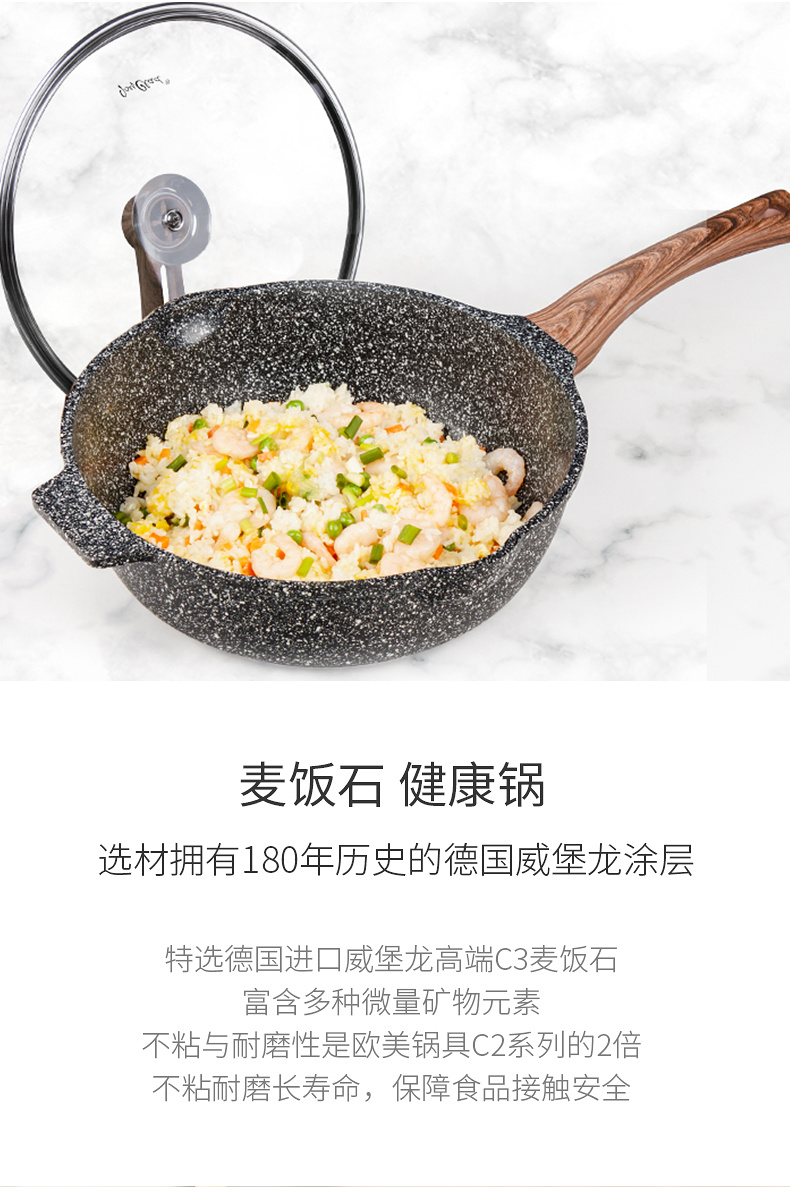 麦饭石 健康锅
选材拥有180年历史的德国威堡龙涂层
特选德国进口威堡龙高端C3麦饭石
富含多种微量矿物元素
不粘与耐磨性是欧美锅具C2系列的2倍
不粘耐磨长寿命，保障食品接触安全